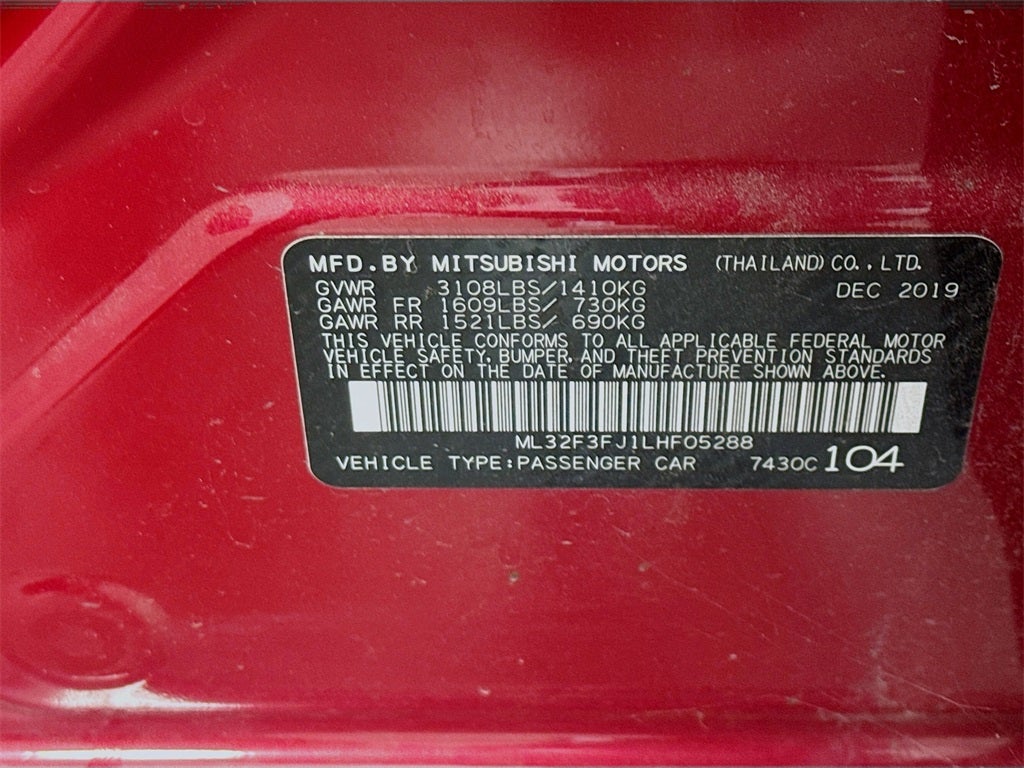 MFD.BY MITSUBISHI MOTORS (THAILAND) CO.,LTD.
GVWR 3108LBS/1410KG DEC 2019
GAWR FR 1609LBS/ 730KG
GAWR RR 1521LBS/ 690KG
THIS VEHICLE CONFORMS TO ALL APPLICABLE FEDERAL MOTOR
VEHICLE SAFETY, BUMPER, AND THEFT PREVENTION STANDARDS
IN EFFECT ON THE DATE OF MANUFACTURE SHOWN ABOVE.
ML32F3FJ1LHF05288
VEHICLE TYPE:PASSENGER CAR 7430C 104